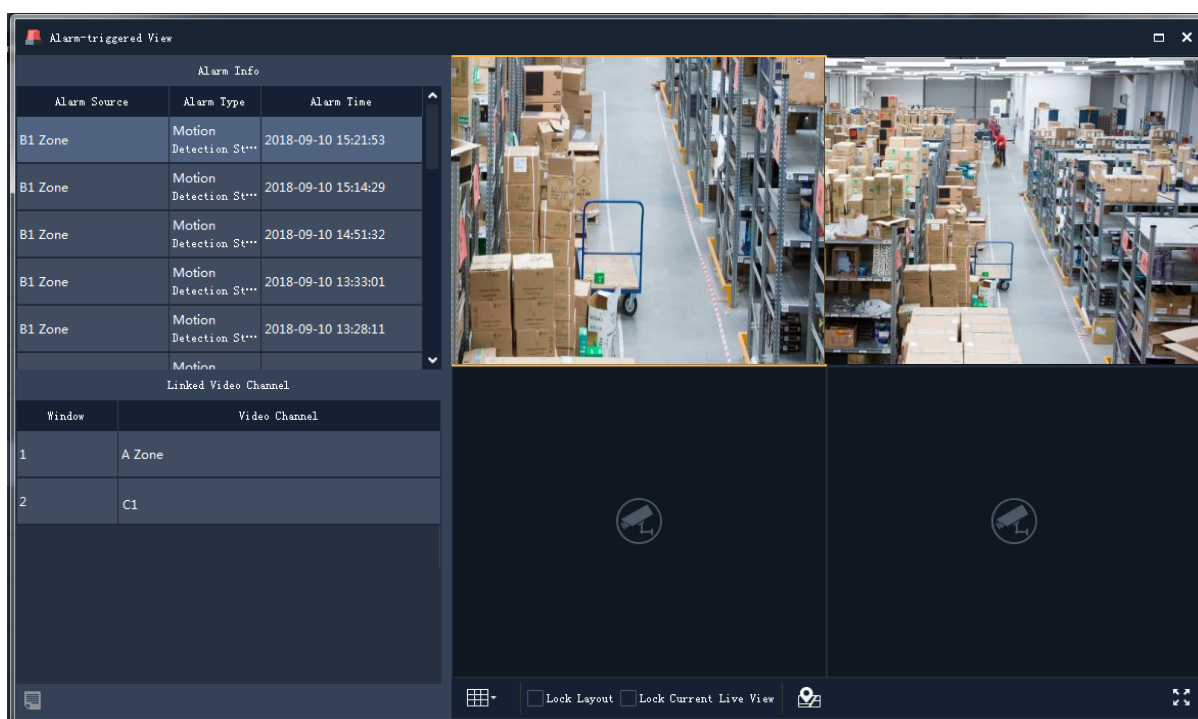 Alarm-triggered View
Alarm Info
Alarm Source Alarm Type Alarm Time
B1 Zone Motion Detection St··· 2018-09-10 15:21:53
B1 Zone Motion Detection St··· 2018-09-10 15:14:29
B1 Zone Motion Detection St··· 2018-09-10 14:51:32
B1 Zone Motion Detection St··· 2018-09-10 13:33:01
B1 Zone Motion Detection St··· 2018-09-10 13:28:11
Motion
Linked Video Channel
Window Video Channel
1 A Zone
2 C1
Lock Layout Lock Current Live View